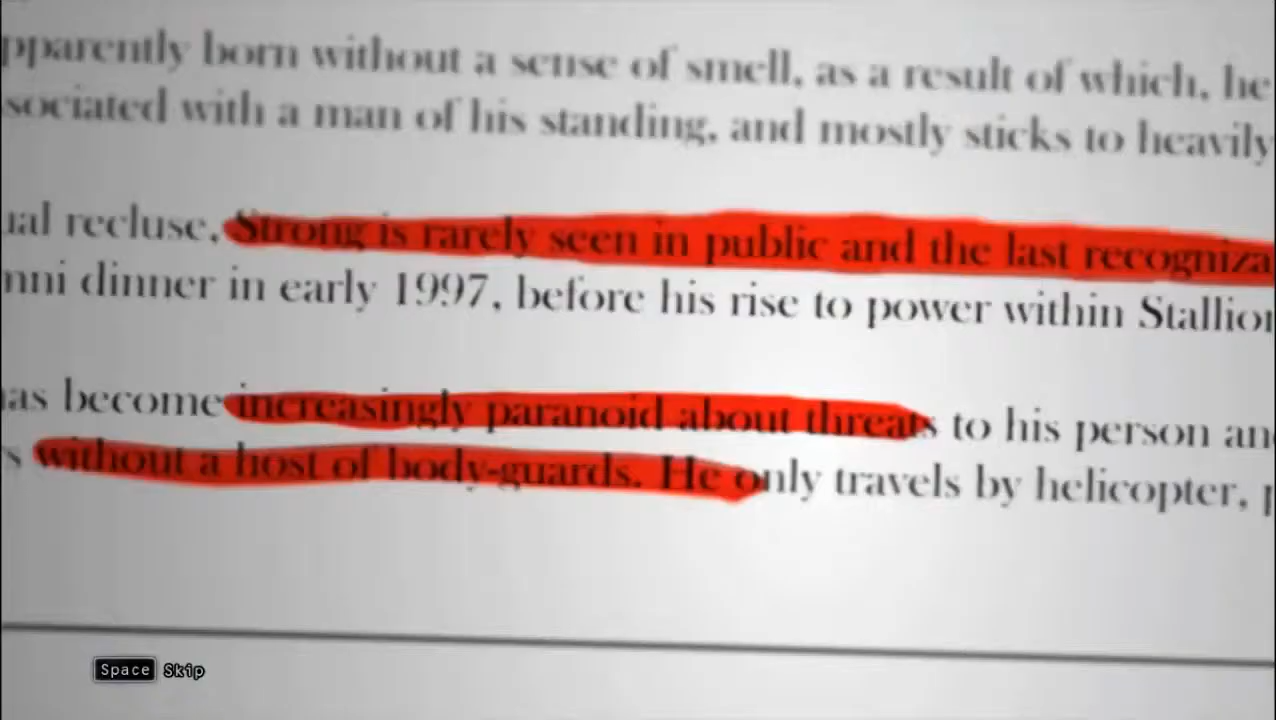 pparently born without a sense of smell, as a result of which, he
sociated with a man of his standing, and mostly sticks to heavily
ual recluse, Strong is rarely seen in public and the last recogniza
nni dinner in early 1997, before his rise to power within Stallion
as become increasingly paranoid about threats to his person an
s without a host of body-guards. He only travels by helicopter, p
Space Skip